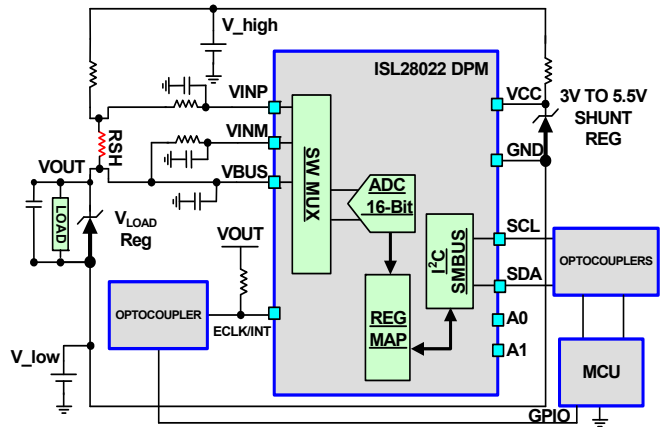 V_high
ISL28022 DPM
VINP
VCC
3V TO 5.5V
SHUNT
REG
VINM
RSH
GND
VOUT
VBUS
SW MUX
ADC
16-Bit
LOAD
VLOAD
Reg
VOUT
I2C
SMBUS
SCL
OPTOCOUPLERS
SDA
OPTOCOUPLER
ECLK/INT
REG
MAP
A0
A1
V_low
MCU
GPIO